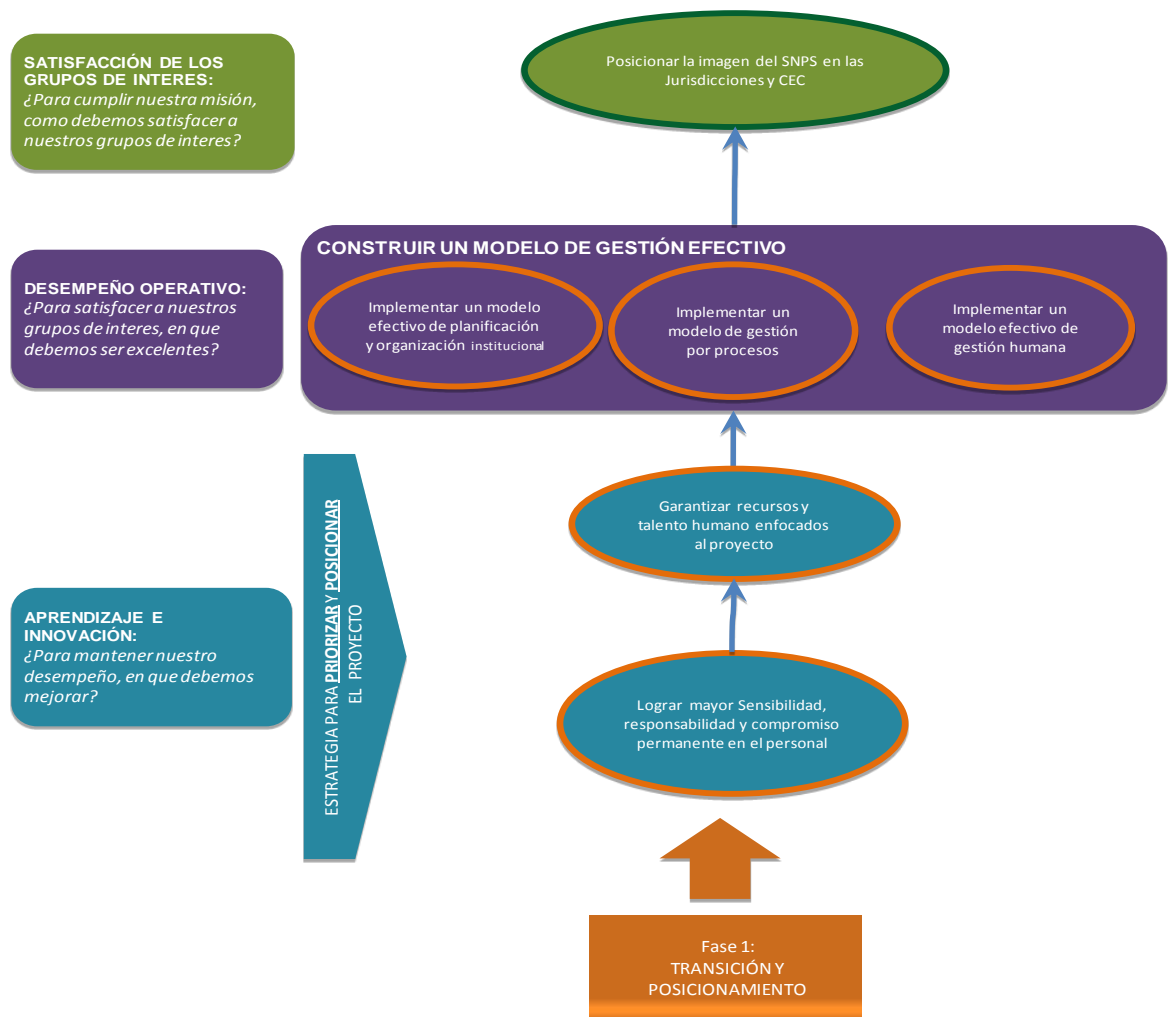 SATISFACCIÓN DE LOS
GRUPOS DE INTERES:
¿Para cumplir nuestra misión,
como debemos satisfacer a
nuestros grupos de interes?
Posicionar la imagen del SNPS en las
Jurisdicciones y CEC
DESEMPEÑO OPERATIVO:
¿Para satisfacer a nuestros
grupos de interes, en que
debemos ser excelentes?
CONSTRUIR UN MODELO DE GESTIÓN EFECTIVO
Implementar un modelo
efectivo de planificación
y organización institucional
Implementar un
modelo de gestión
por procesos
Implementar un
modelo efectivo de
gestión humana
APRENDIZAJE E
INNOVACIÓN:
¿Para mantener nuestro
desempeño, en que debemos
mejorar?
ESTRATEGIA PARA PRIORIZAR Y POSICIONAR
EL PROYECTO
Garantizar recursos y
talento humano enfocados
al proyecto
Lograr mayor Sensibilidad,
responsabilidad y compromiso
permanente en el personal
Fase 1:
TRANSICIÓN Y
POSICIONAMIENTO